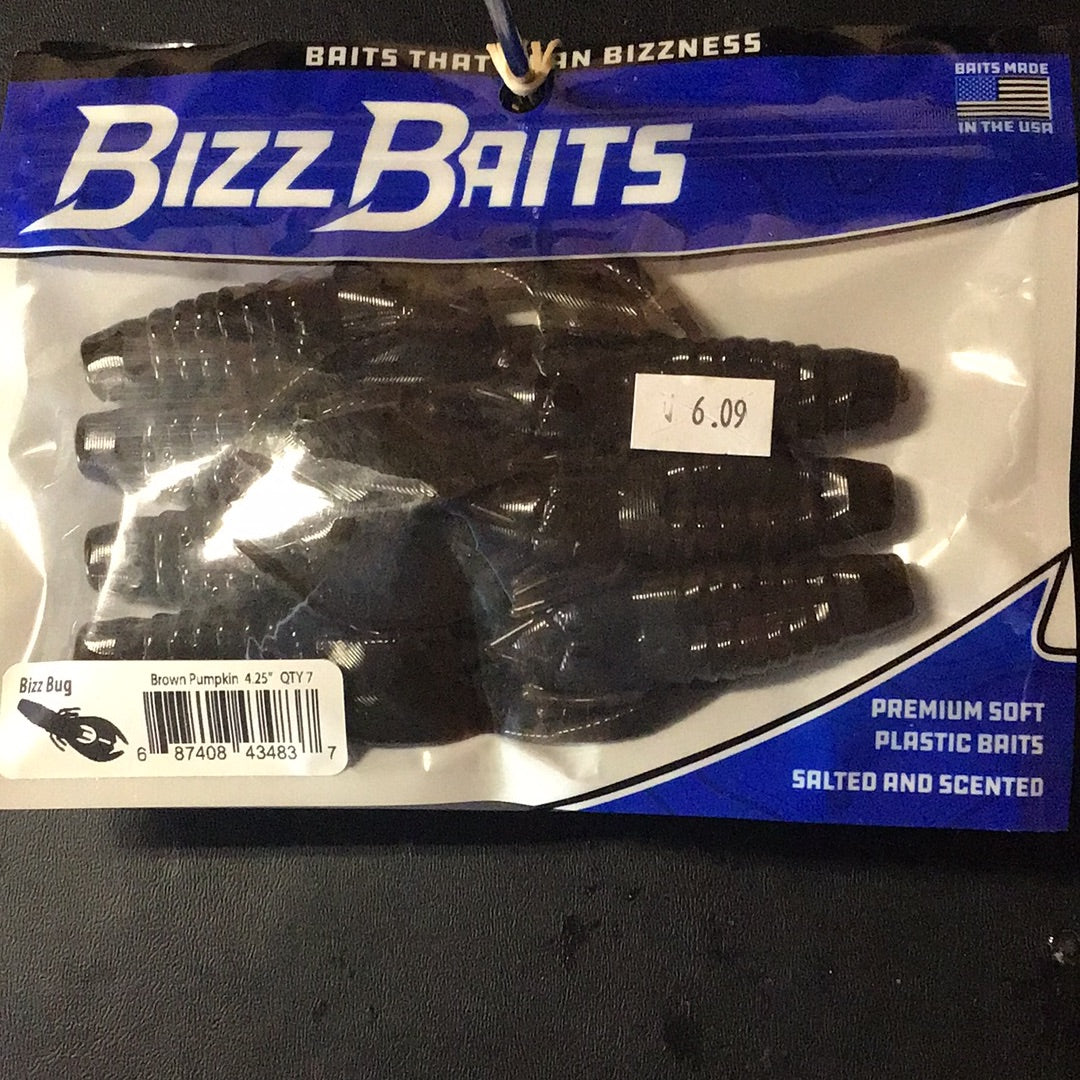 BAITS THAT AN BIZZNESS
BAITS MADE
IN THE USA
BIZZ BAITS
6.09
Bizz Bug
Brown Pumpkin 4.25" QTY 7
6 87408 43483 7
PREMIUM SOFT
PLASTIC BAITS
SALTED AND SCENTED